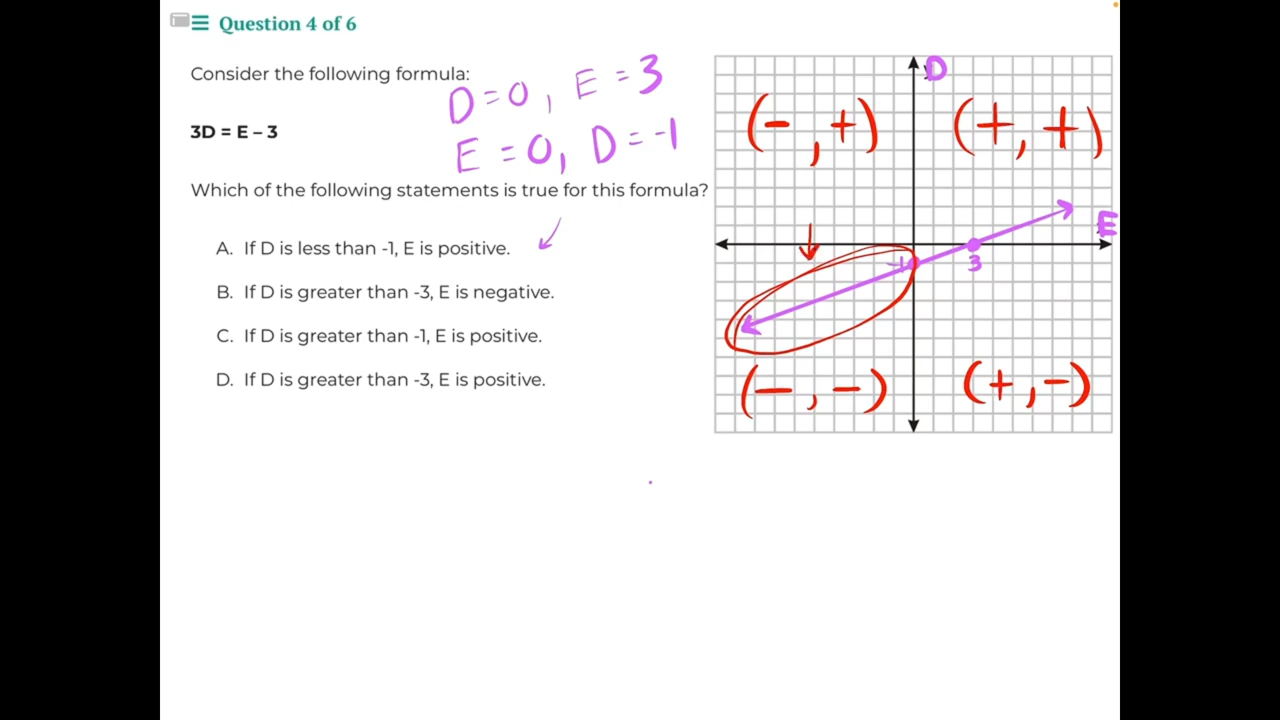 Question 4 of 6
Consider the following formula:
D = 0, E = 3
3D = E – 3
E = 0, D = -1
Which of the following statements is true for this formula?
A. If D is less than -1, E is positive.
B. If D is greater than -3, E is negative.
C. If D is greater than -1, E is positive.
D. If D is greater than -3, E is positive.
D
(-, +)
(+, +)
E
-1
3
(-, -)
(+, -)